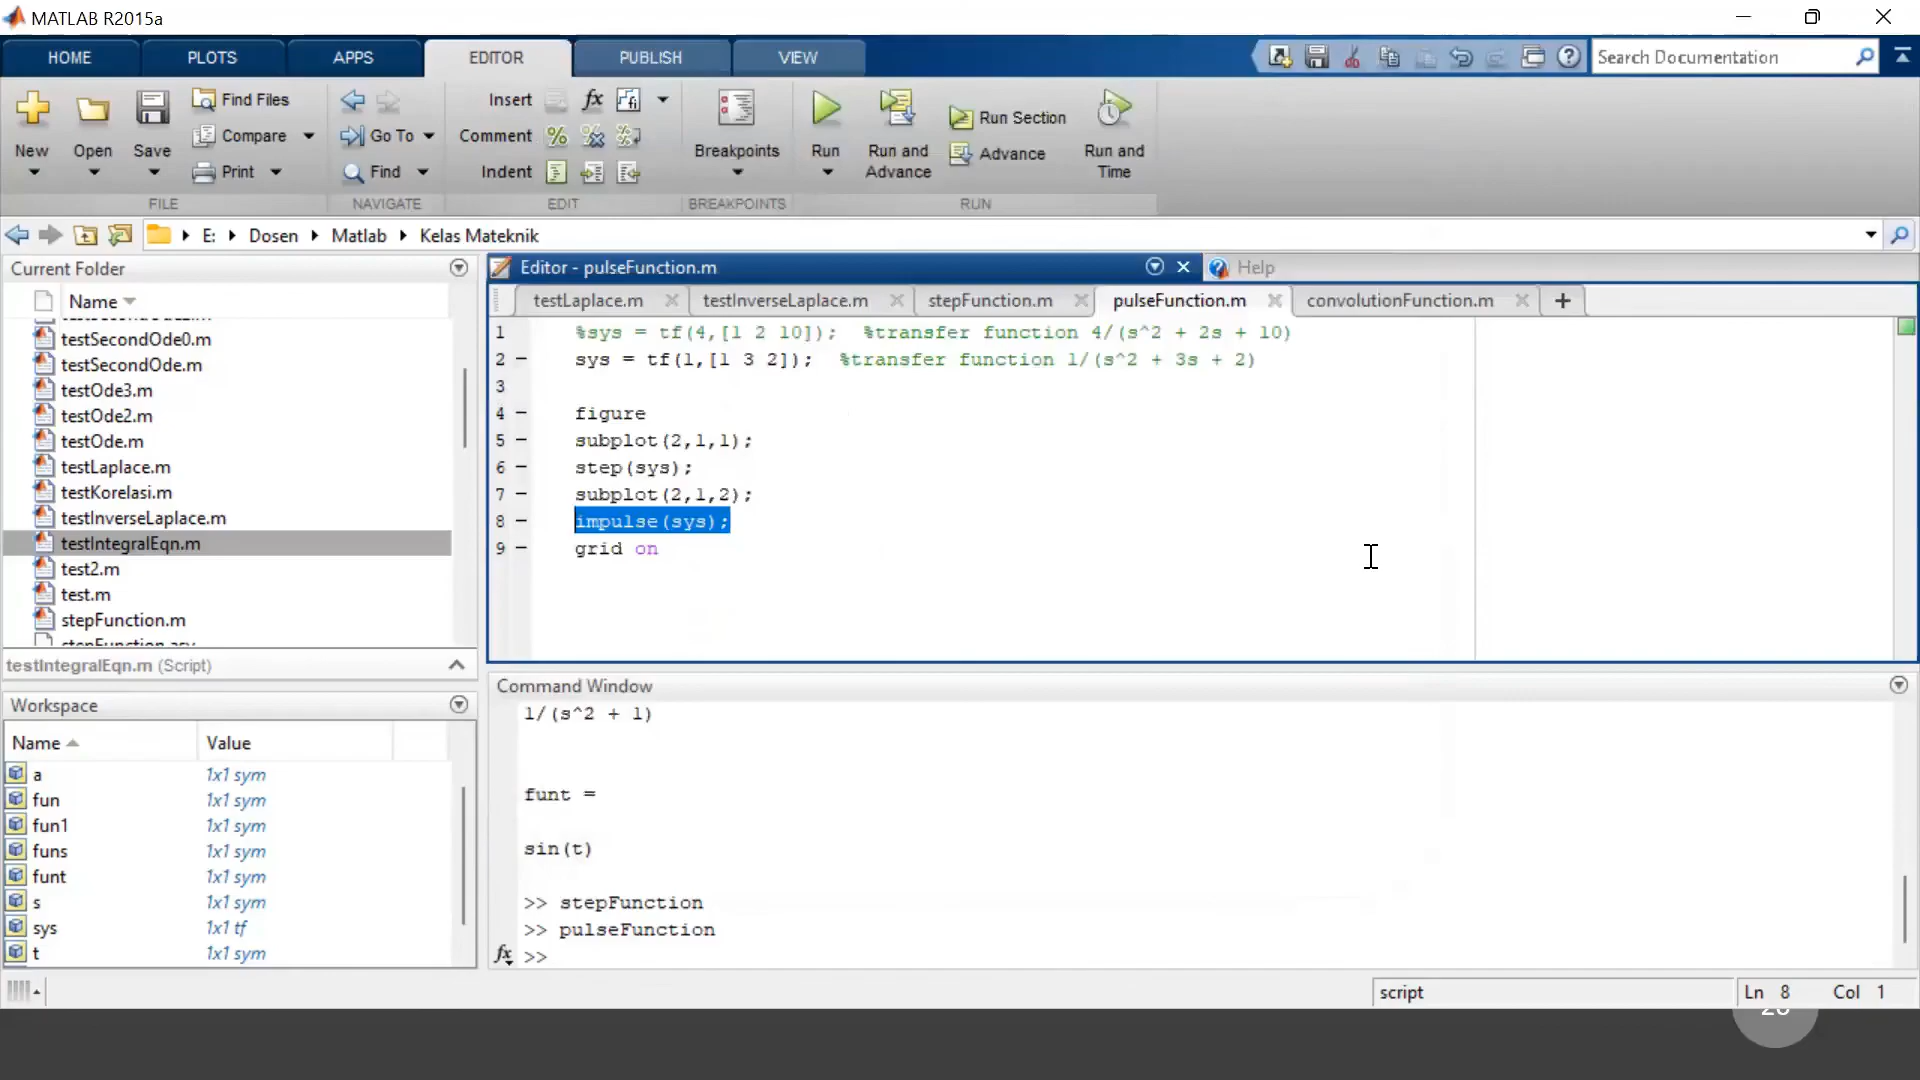 MATLAB R2015a
HOME PLOTS APPS EDITOR PUBLISH VIEW Search Documentation
New Open Save Find Files Compare Print
Go To Find
Insert Comment Indent
Breakpoints
Run Run and Advance Run Section Advance Run and Time
FILE NAVIGATE EDIT BREAKPOINTS RUN
E: Dosen Matlab Kelas Mateknik
Current Folder
Name
testSecondOde0.m
testSecondOde.m
testOde3.m
testOde2.m
testOde.m
testLaplace.m
testKorelasi.m
testInverseLaplace.m
testIntegralEqn.m
test2.m
test.m
stepFunction.m
testIntegralEqn.m (Script)
Workspace
Name Value
a 1x1 sym
fun 1x1 sym
fun1 1x1 sym
funs 1x1 sym
funt 1x1 sym
s 1x1 sym
sys 1x1 tf
t 1x1 sym
Editor - pulseFunction.m Help
testLaplace.m testInverseLaplace.m stepFunction.m pulseFunction.m convolutionFunction.m
1 %sys = tf(4,[1 2 10]); %transfer function 4/(s^2 + 2s + 10)
2 – sys = tf(1,[1 3 2]); %transfer function 1/(s^2 + 3s + 2)
3
4 – figure
5 – subplot(2,1,1);
6 – step(sys);
7 – subplot(2,1,2);
8 – impulse(sys);
9 – grid on
Command Window
1/(s^2 + 1)
funt =
sin(t)
>> stepFunction
>> pulseFunction
fx >>
script Ln 8 Col 1